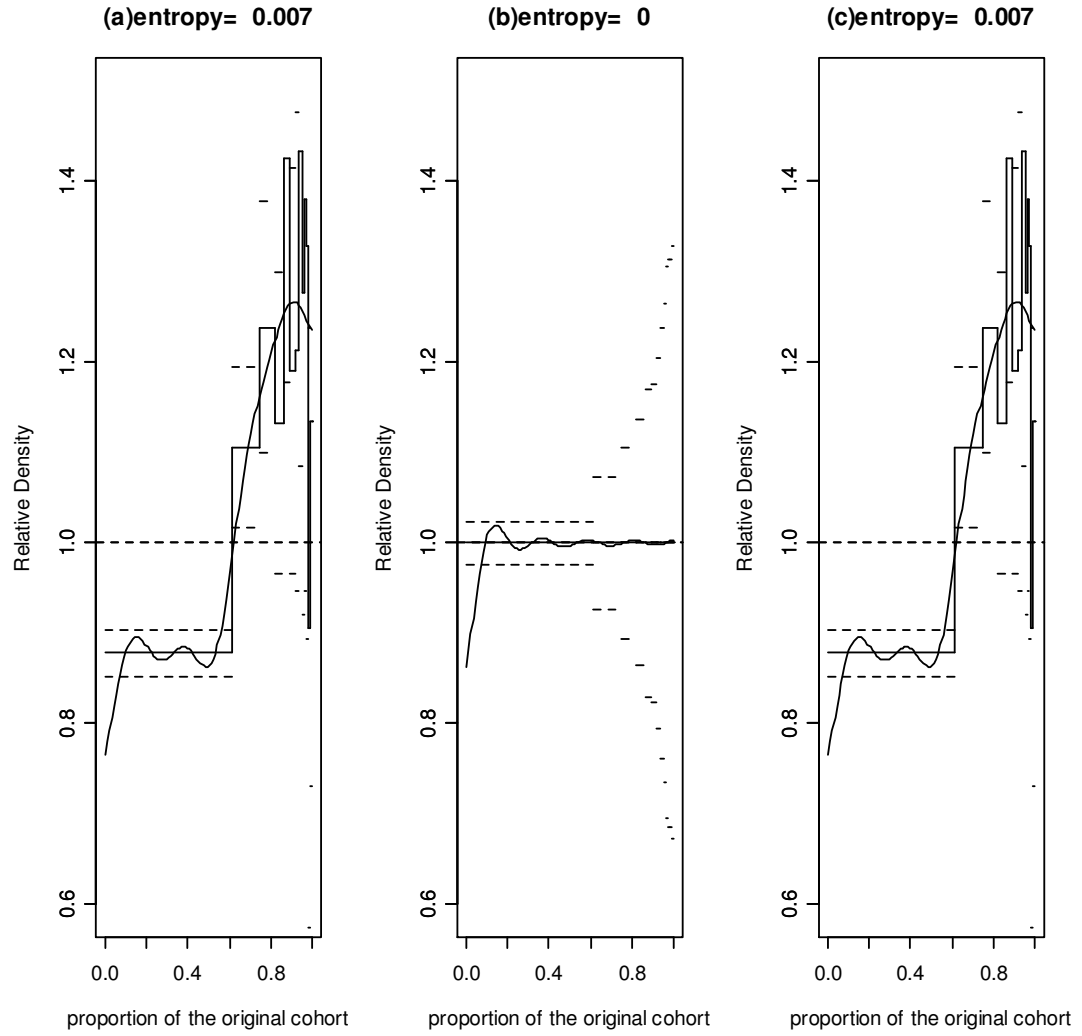 (a)entropy= 0.007
Relative Density
1.4
1.2
1.0
0.8
0.6
0.0 0.4 0.8
proportion of the original cohort
(b)entropy= 0
Relative Density
1.4
1.2
1.0
0.8
0.6
0.0 0.4 0.8
proportion of the original cohort
(c)entropy= 0.007
Relative Density
1.4
1.2
1.0
0.8
0.6
0.0 0.4 0.8
proportion of the original cohort